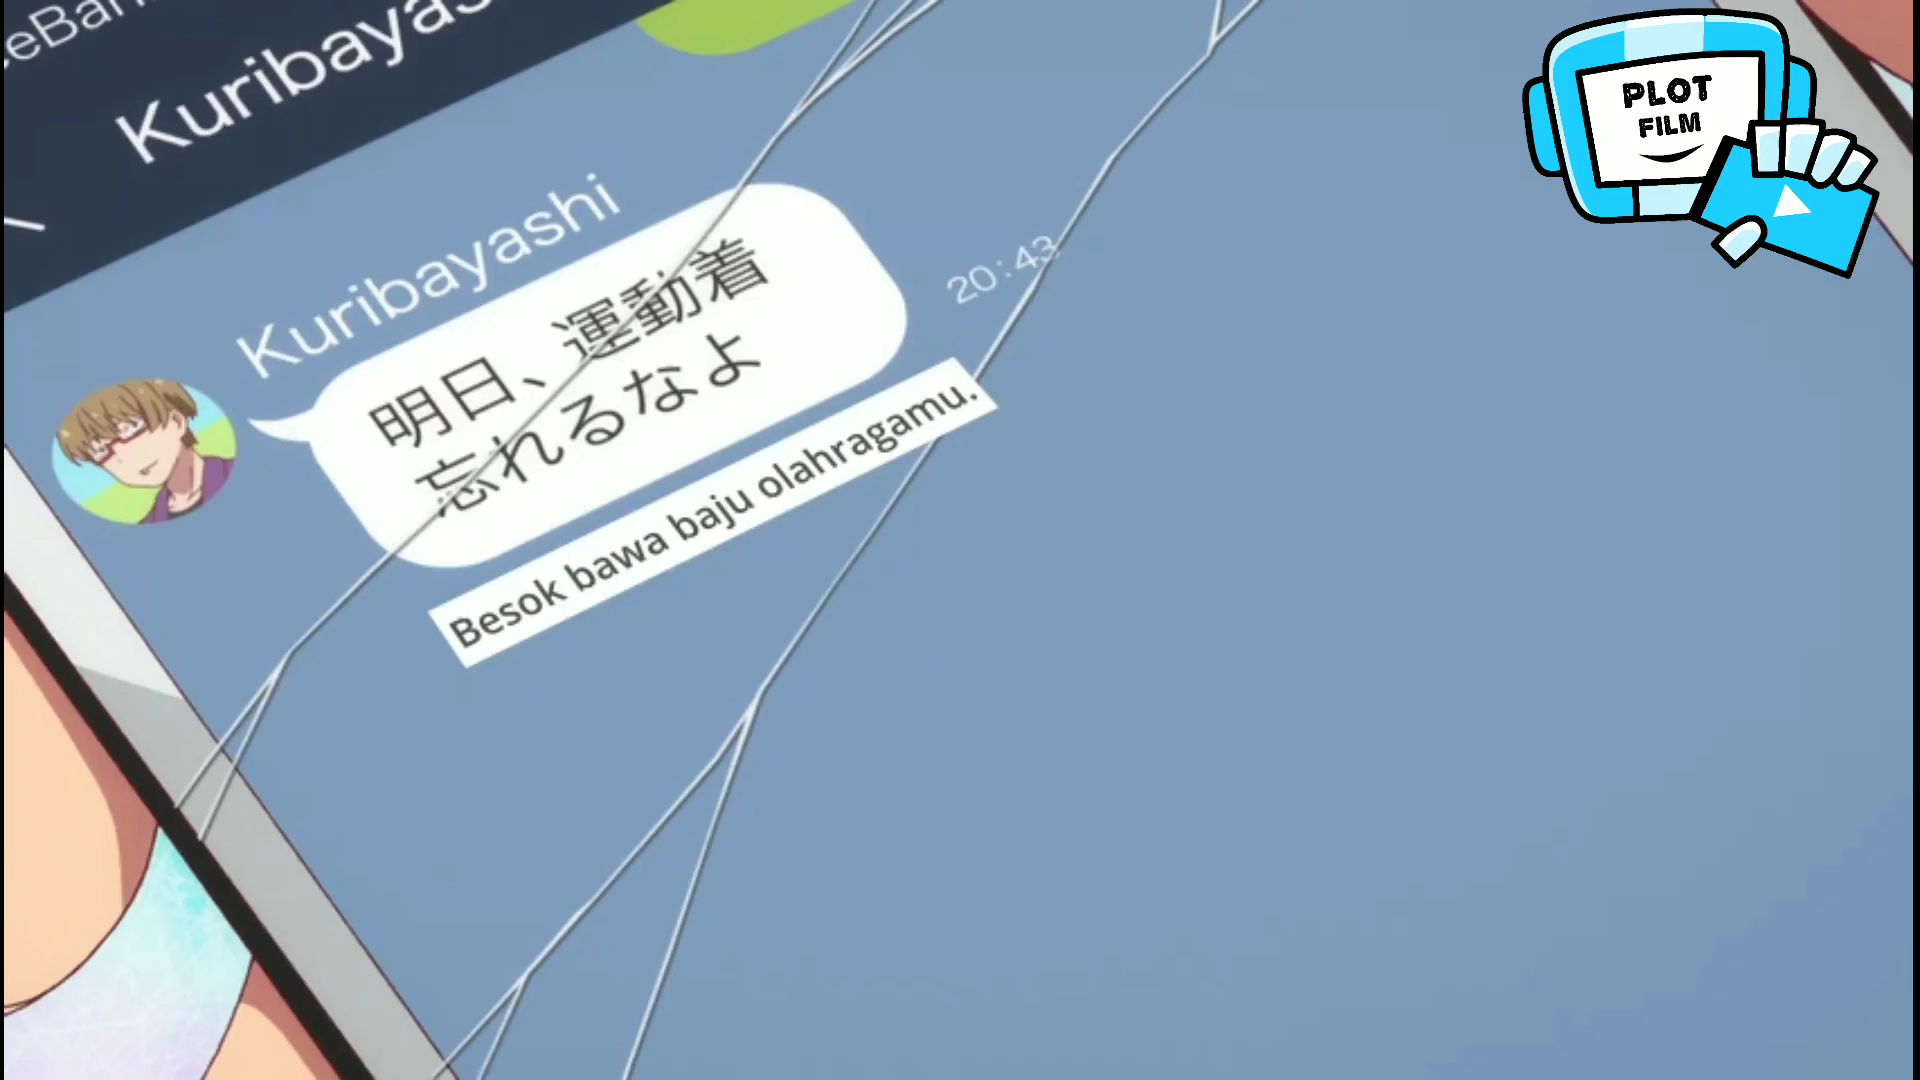 Kuribayas
PLOT
FILM
Kuribayashi
明日、運動着
忘れるなよ
20:43
Besok bawa baju olahragamu.